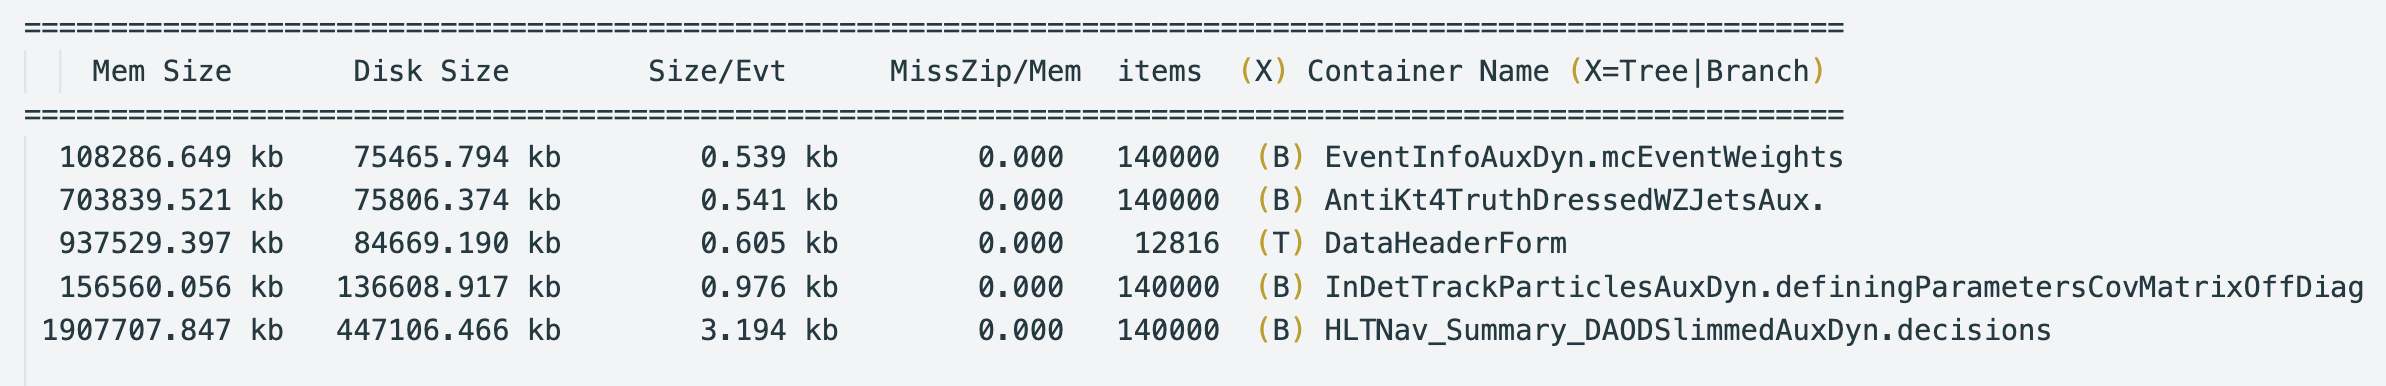 =========================================================================================================
Mem Size Disk Size Size/Evt MissZip/Mem items (X) Container Name (X=Tree|Branch)
=========================================================================================================
108286.649 kb 75465.794 kb 0.539 kb 0.000 140000 (B) EventInfoAuxDyn.mcEventWeights
703839.521 kb 75806.374 kb 0.541 kb 0.000 140000 (B) AntiKt4TruthDressedWZJetsAux.
937529.397 kb 84669.190 kb 0.605 kb 0.000 12816 (T) DataHeaderForm
156560.056 kb 136608.917 kb 0.976 kb 0.000 140000 (B) InDetTrackParticlesAuxDyn.definingParametersCovMatrixOffDiag
1907707.847 kb 447106.466 kb 3.194 kb 0.000 140000 (B) HLTNav_Summary_DAODSlimmedAuxDyn.decisions